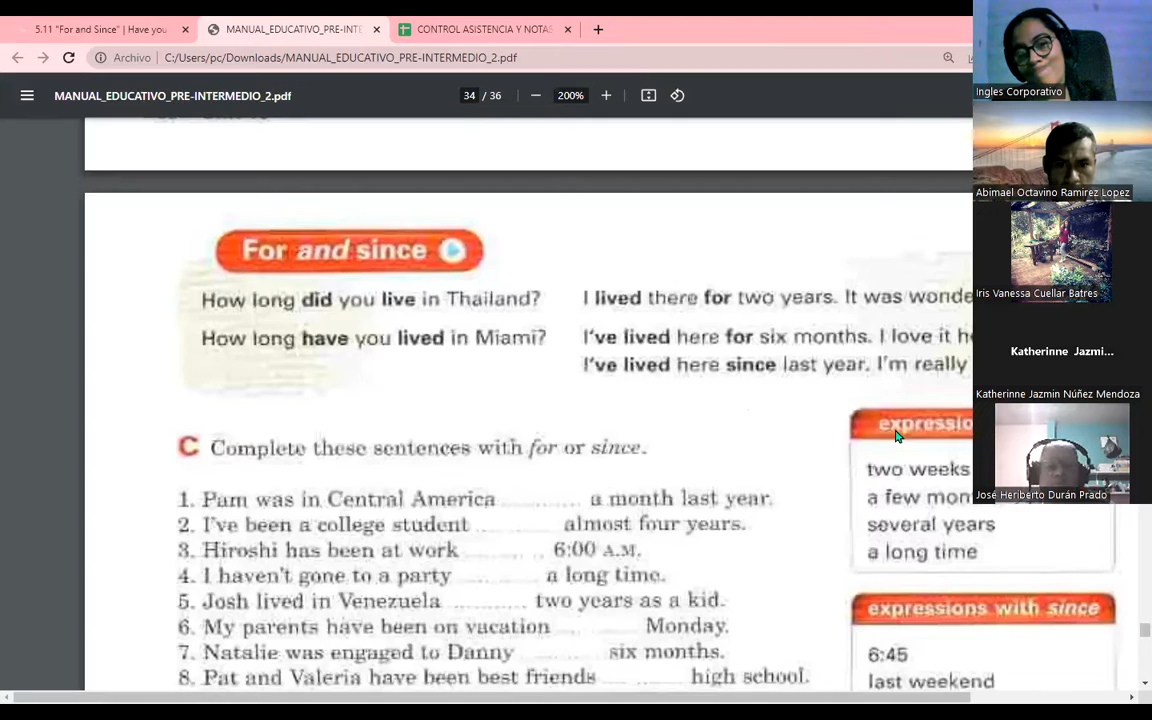 5.11 "For and Since" | Have you
MANUAL_EDUCATIVO_PRE-INTE
CONTROL ASISTENCIA Y NOTAS
Archivo
C:/Users/pc/Downloads/MANUAL_EDUCATIVO_PRE-INTERMEDIO_2.pdf
MANUAL_EDUCATIVO_PRE-INTERMEDIO_2.pdf
34 / 36
200%
Ingles Corporativo
Abimael Octavino Ramirez Lopez
Iris Vanessa Cuellar Batres
Katherinne Jazmi...
Katherinne Jazmin Núñez Mendoza
José Heriberto Durán Prado
For and since
How long did you live in Thailand? I lived there for two years. It was wonde
How long have you lived in Miami? I've lived here for six months. I love it h
I've lived here since last year. I'm really
C Complete these sentences with for or since.
1. Pam was in Central America .......... a month last year.
2. I've been a college student .......... almost four years.
3. Hiroshi has been at work .......... 6:00 A.M.
4. I haven't gone to a party .......... a long time.
5. Josh lived in Venezuela .......... two years as a kid.
6. My parents have been on vacation .......... Monday.
7. Natalie was engaged to Danny .......... six months.
8. Pat and Valeria have been best friends .......... high school.
expressio
two weeks
a few mon
several years
a long time
expressions with since
6:45
last weekend